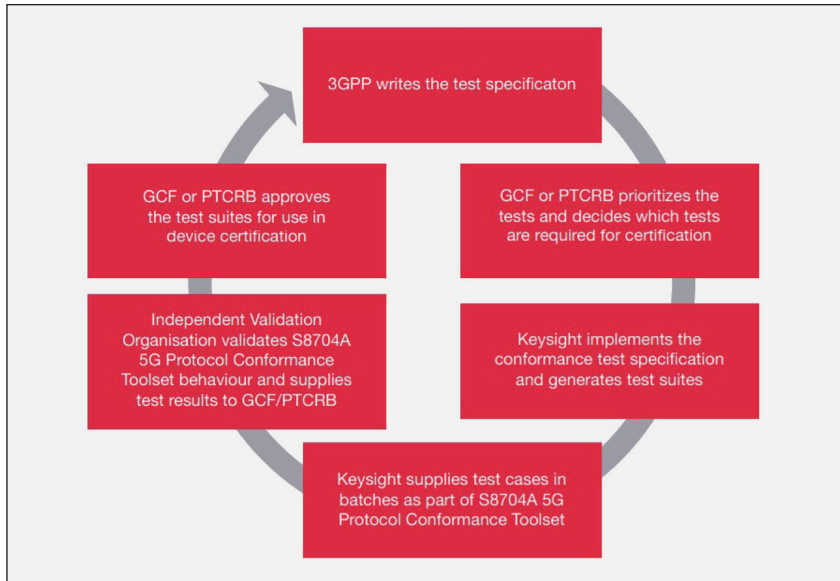 3GPP writes the test specificaton
GCF or PTCRB prioritizes the
tests and decides which tests
are required for certification
Keysight implements the
conformance test specification
and generates test suites
Keysight supplies test cases in
batches as part of S8704A 5G
Protocol Conformance Toolset
Independent Validation
Organisation validates S8704A
5G Protocol Conformance
Toolset behaviour and supplies
test results to GCF/PTCRB
GCF or PTCRB approves
the test suites for use in
device certification